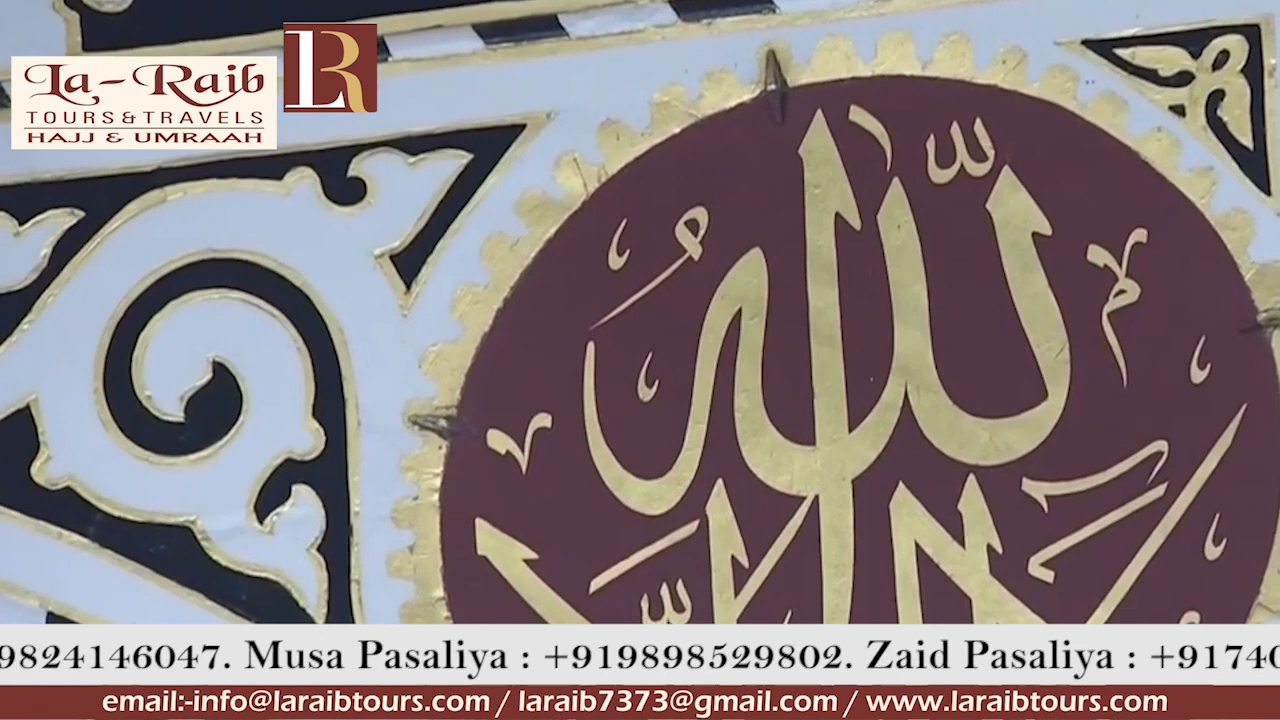 La-Raib
TOURS & TRAVELS
HAJJ & UMRAAH
LR
الله
9824146047. Musa Pasaliya : +919898529802. Zaid Pasaliya : +91740
email:-info@laraibtours.com / laraib7373@gmail.com / www.laraibtours.com